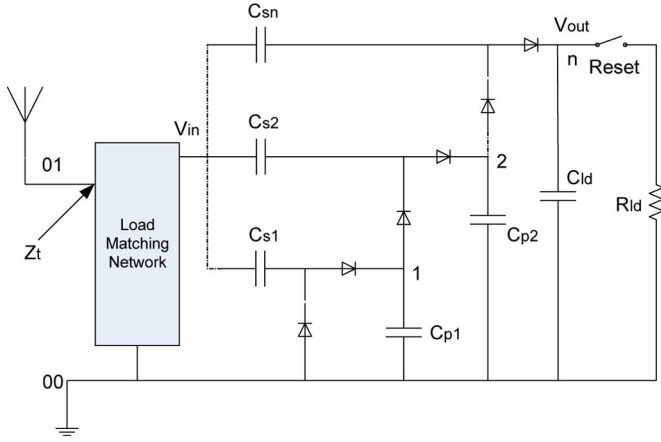 Csn
Vout
n
Reset
Vin
Cs2
01
2
Cld
Rld
Load
Matching
Network
Zt
Cs1
1
Cp2
Cp1
00